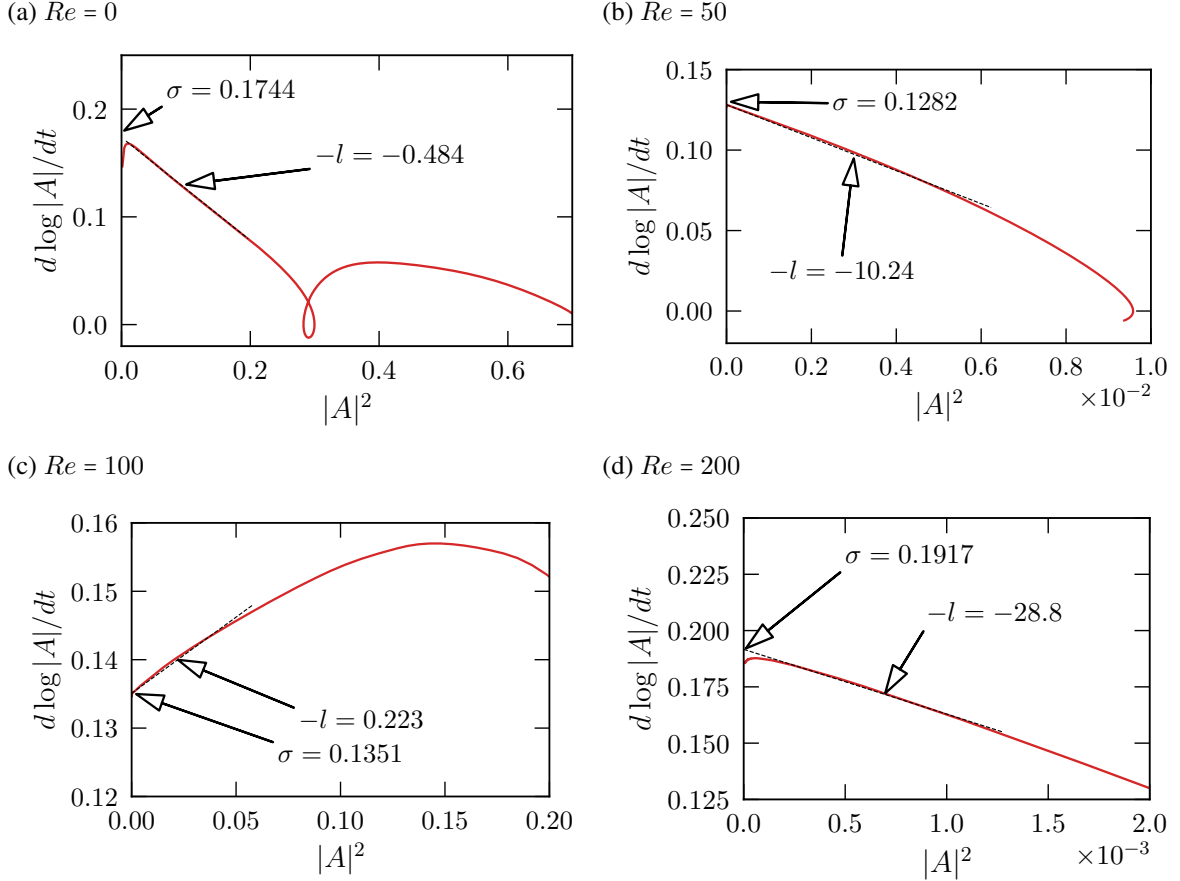 (a) Re = 0
σ = 0.1744
−l = −0.484
d log |A|/dt
0.2
0.1
0.0
0.0 0.2 0.4 0.6
|A|²
(b) Re = 50
σ = 0.1282
−l = −10.24
d log |A|/dt
0.15
0.10
0.05
0.00
0.0 0.2 0.4 0.6 0.8 1.0
|A|² ×10⁻²
(c) Re = 100
−l = 0.223
σ = 0.1351
d log |A|/dt
0.16
0.15
0.14
0.13
0.12
0.00 0.05 0.10 0.15 0.20
|A|²
(d) Re = 200
σ = 0.1917
−l = −28.8
d log |A|/dt
0.250
0.225
0.200
0.175
0.150
0.125
0.0 0.5 1.0 1.5 2.0
|A|² ×10⁻³